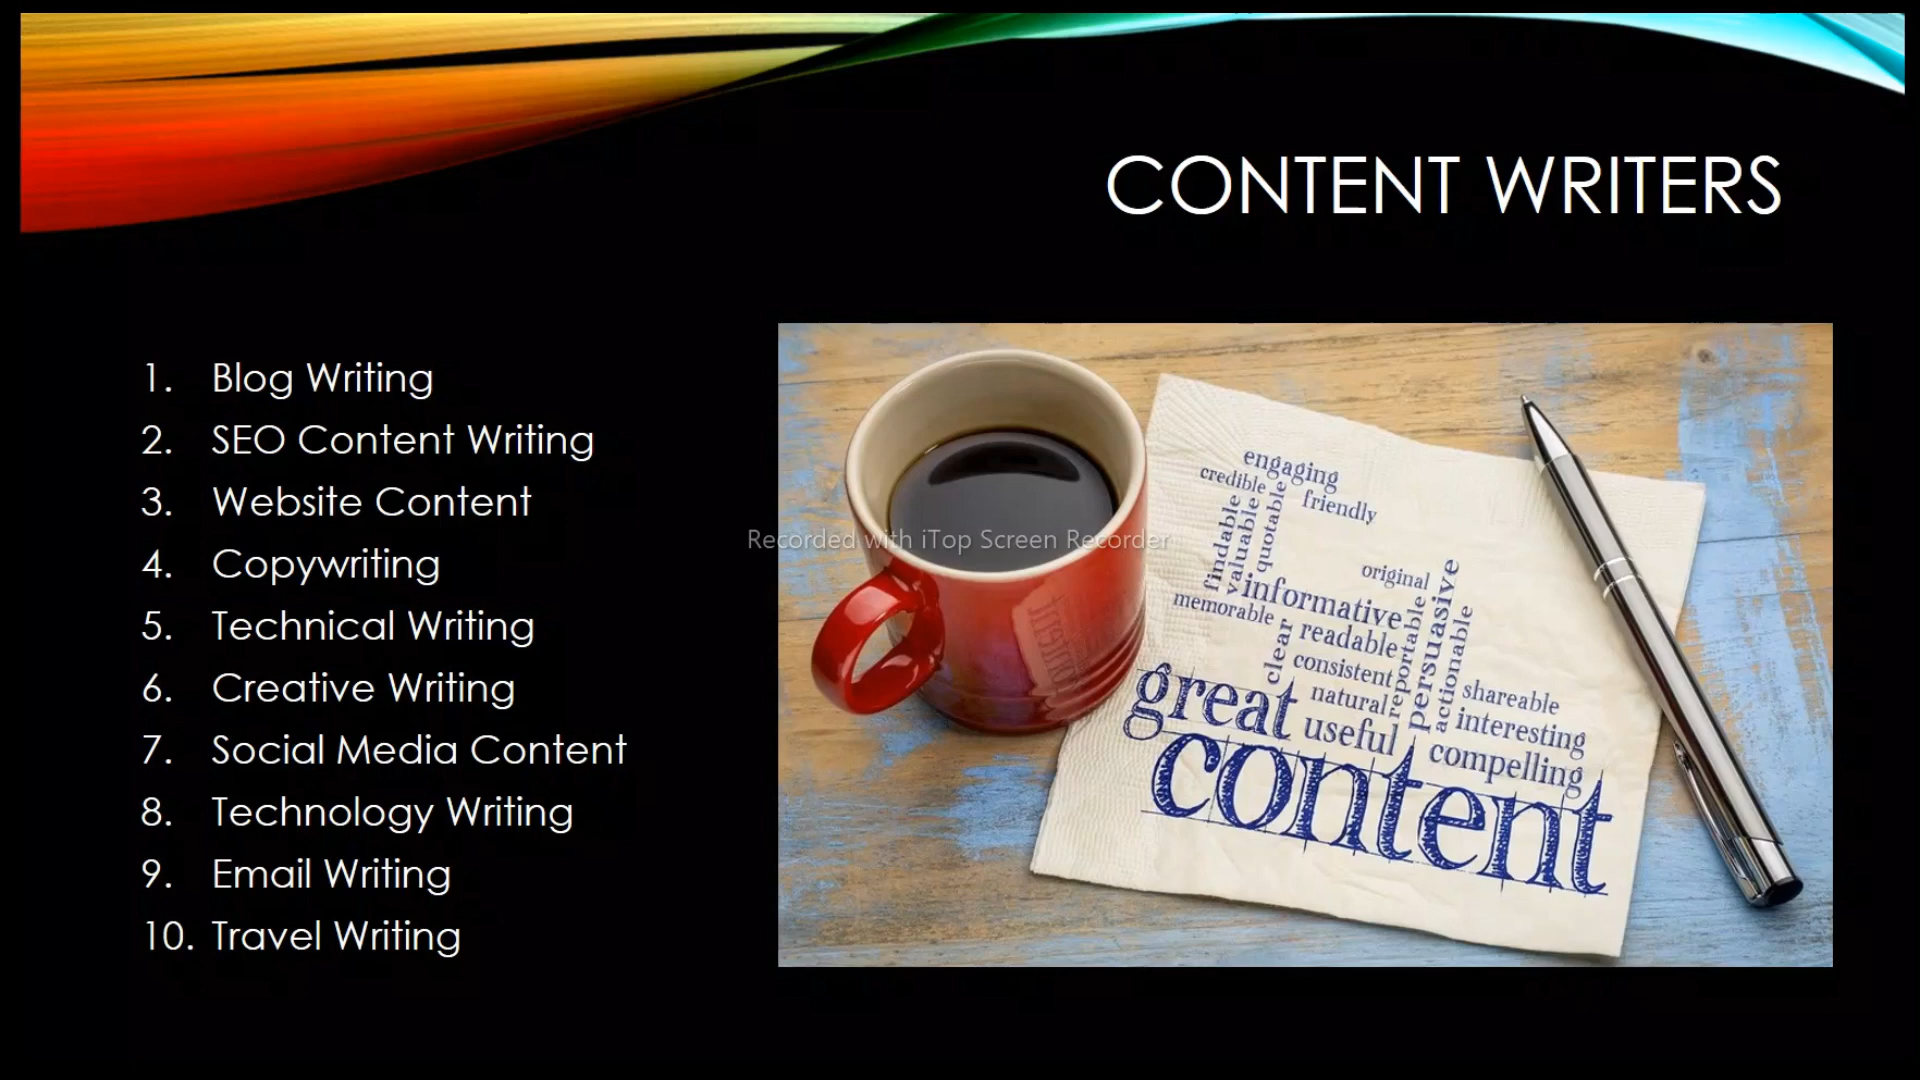 CONTENT WRITERS
1. Blog Writing
2. SEO Content Writing
3. Website Content
4. Copywriting
5. Technical Writing
6. Creative Writing
7. Social Media Content
8. Technology Writing
9. Email Writing
10. Travel Writing
Recorded with iTop Screen Recorder
engaging
credible
friendly
findable
valuable
quotable
original
informative
memorable
clear
readable
reportable
persuasive
actionable
consistent
natural
shareable
great
useful
interesting
compelling
content